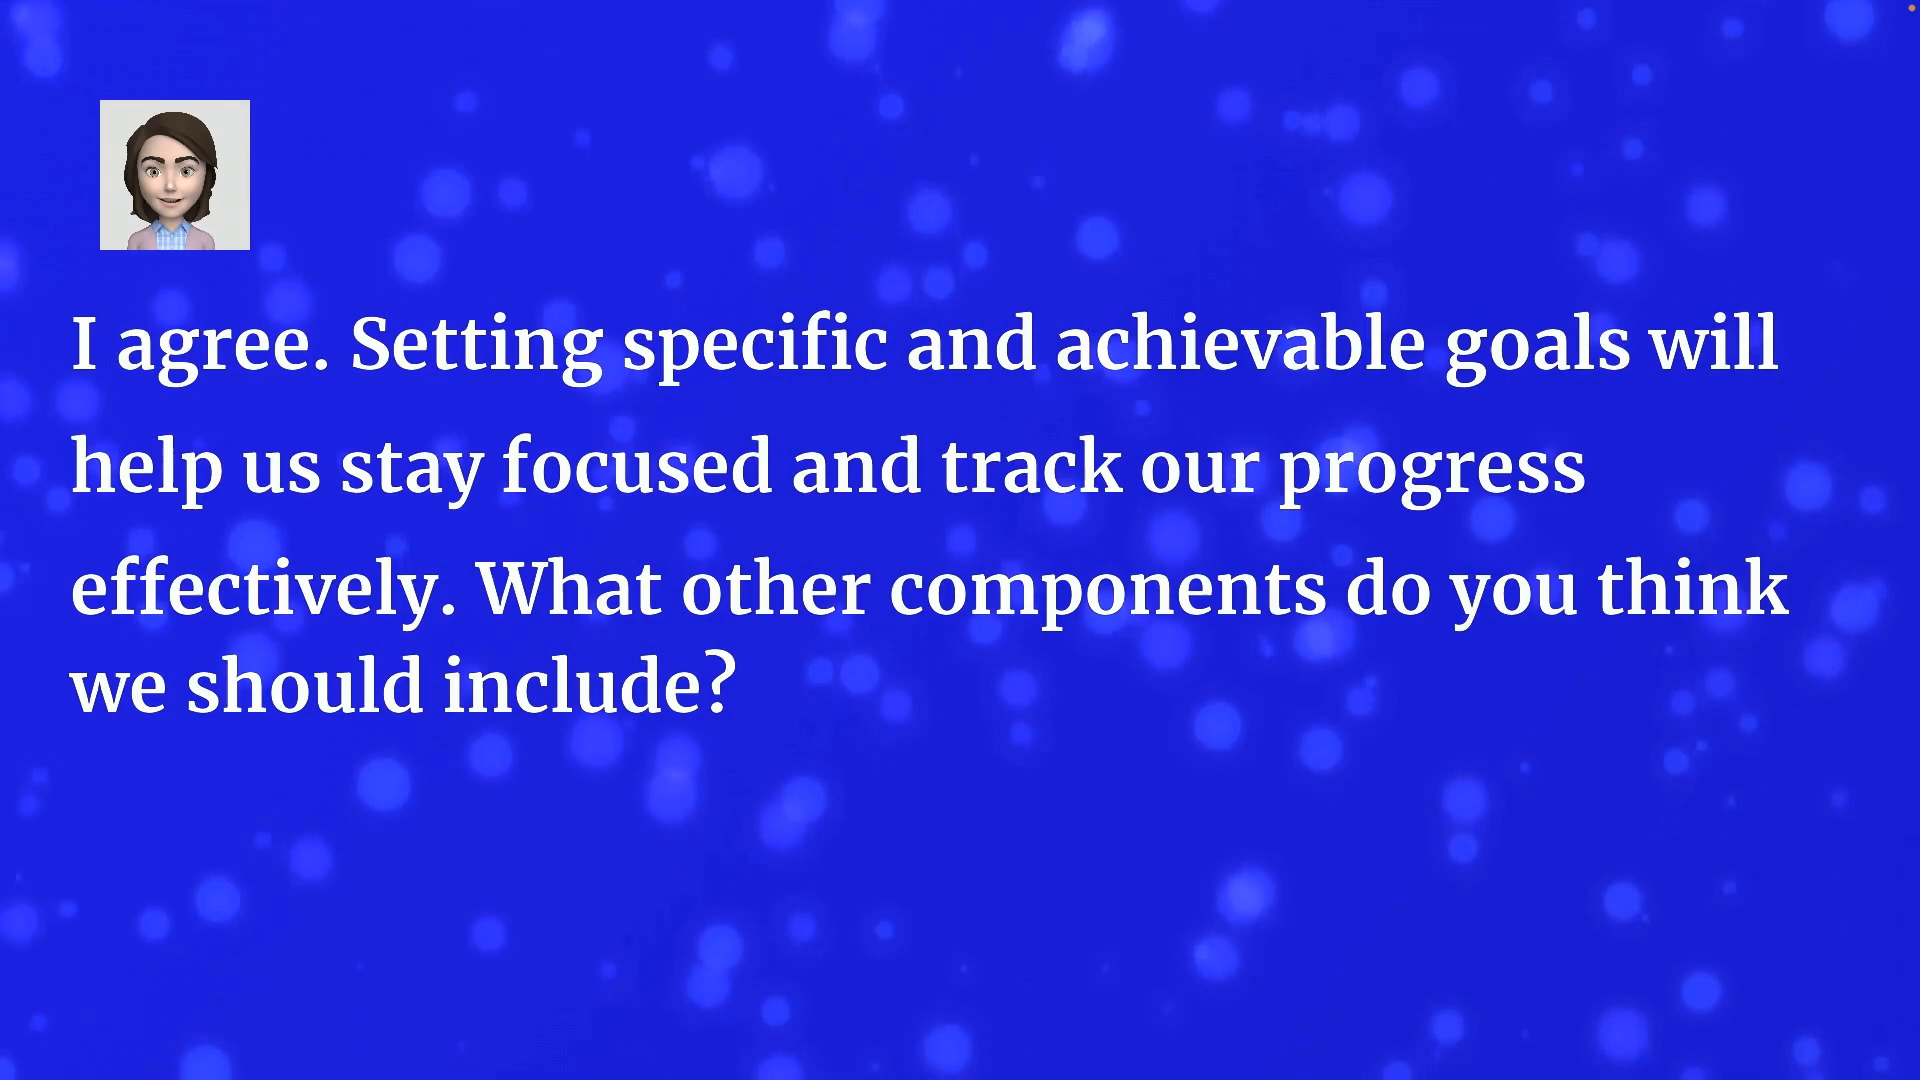 I agree. Setting specific and achievable goals will
help us stay focused and track our progress
effectively. What other components do you think
we should include?